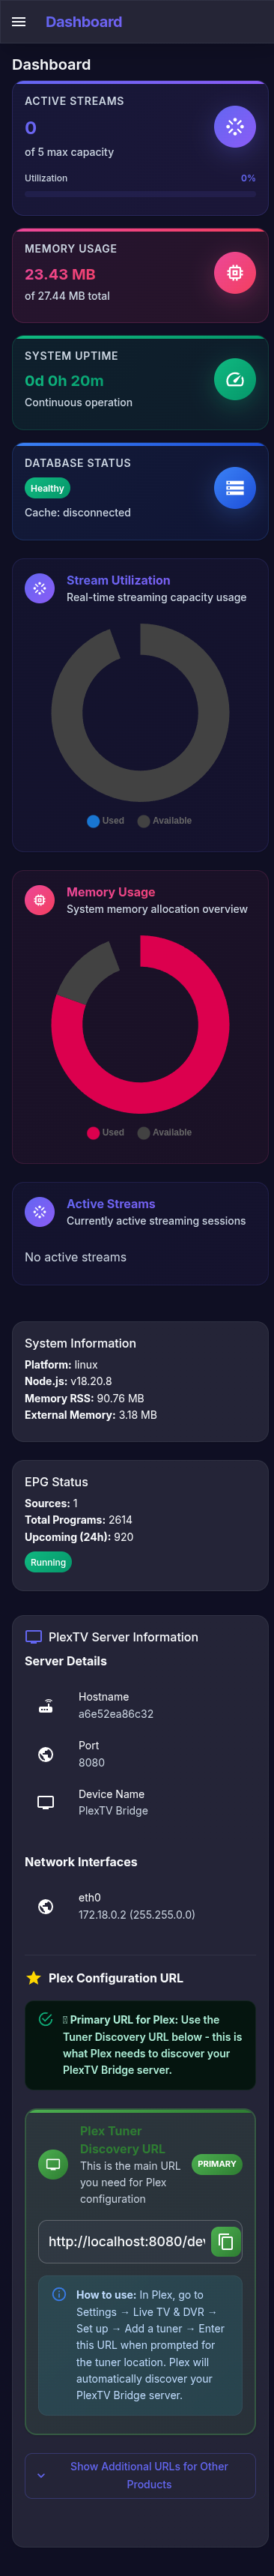 Dashboard
Dashboard
ACTIVE STREAMS
0
of 5 max capacity
Utilization 0%
MEMORY USAGE
23.43 MB
of 27.44 MB total
SYSTEM UPTIME
0d 0h 20m
Continuous operation
DATABASE STATUS
Healthy
Cache: disconnected
Stream Utilization
Real-time streaming capacity usage
Used Available
Memory Usage
System memory allocation overview
Used Available
Active Streams
Currently active streaming sessions
No active streams
System Information
Platform: linux
Node.js: v18.20.8
Memory RSS: 90.76 MB
External Memory: 3.18 MB
EPG Status
Sources: 1
Total Programs: 2614
Upcoming (24h): 920
Running
PlexTV Server Information
Server Details
Hostname
a6e52ea86c32
Port
8080
Device Name
PlexTV Bridge
Network Interfaces
eth0
172.18.0.2 (255.255.0.0)
Plex Configuration URL
Primary URL for Plex: Use the
Tuner Discovery URL below - this is
what Plex needs to discover your
PlexTV Bridge server.
Plex Tuner
Discovery URL
This is the main URL
you need for Plex
configuration
PRIMARY
http://localhost:8080/de
How to use: In Plex, go to
Settings → Live TV & DVR →
Set up → Add a tuner → Enter
this URL when prompted for
the tuner location. Plex will
automatically discover your
PlexTV Bridge server.
Show Additional URLs for Other
Products